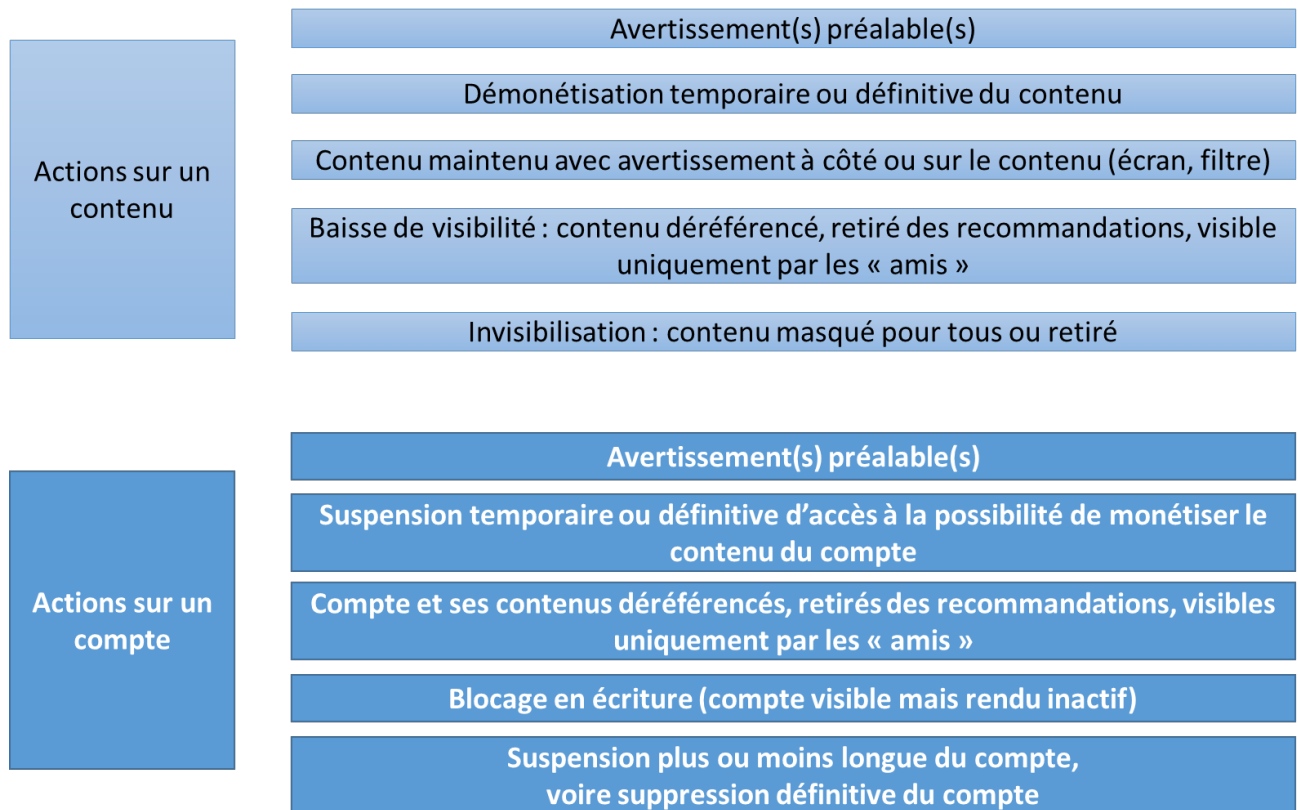 Actions sur un
contenu
Avertissement(s) préalable(s)
Démonétisation temporaire ou définitive du contenu
Contenu maintenu avec avertissement à côté ou sur le contenu (écran, filtre)
Baisse de visibilité : contenu déréférencé, retiré des recommandations, visible
uniquement par les « amis »
Invisibilisation : contenu masqué pour tous ou retiré
Actions sur un
compte
Avertissement(s) préalable(s)
Suspension temporaire ou définitive d’accès à la possibilité de monétiser le
contenu du compte
Compte et ses contenus déréférencés, retirés des recommandations, visibles
uniquement par les « amis »
Blocage en écriture (compte visible mais rendu inactif)
Suspension plus ou moins longue du compte,
voire suppression définitive du compte